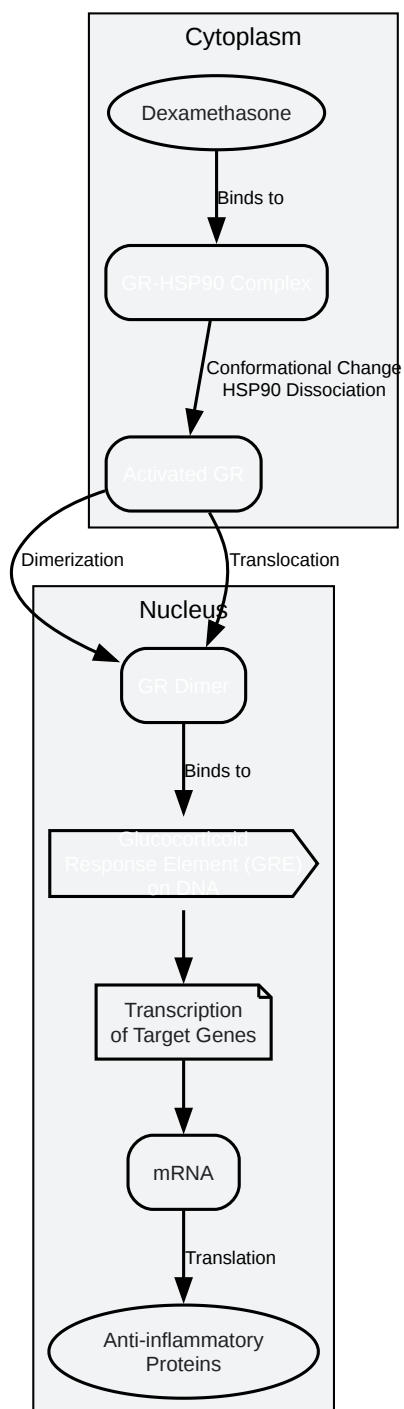 Cytoplasm
Dexamethasone
Binds to
GR-HSP90 Complex
Conformational Change
HSP90 Dissociation
Activated GR
Dimerization
Translocation
Nucleus
GR Dimer
Binds to
Glucocorticoid
Response Element (GRE)
on DNA
Transcription
of Target Genes
mRNA
Translation
Anti-inflammatory
Proteins